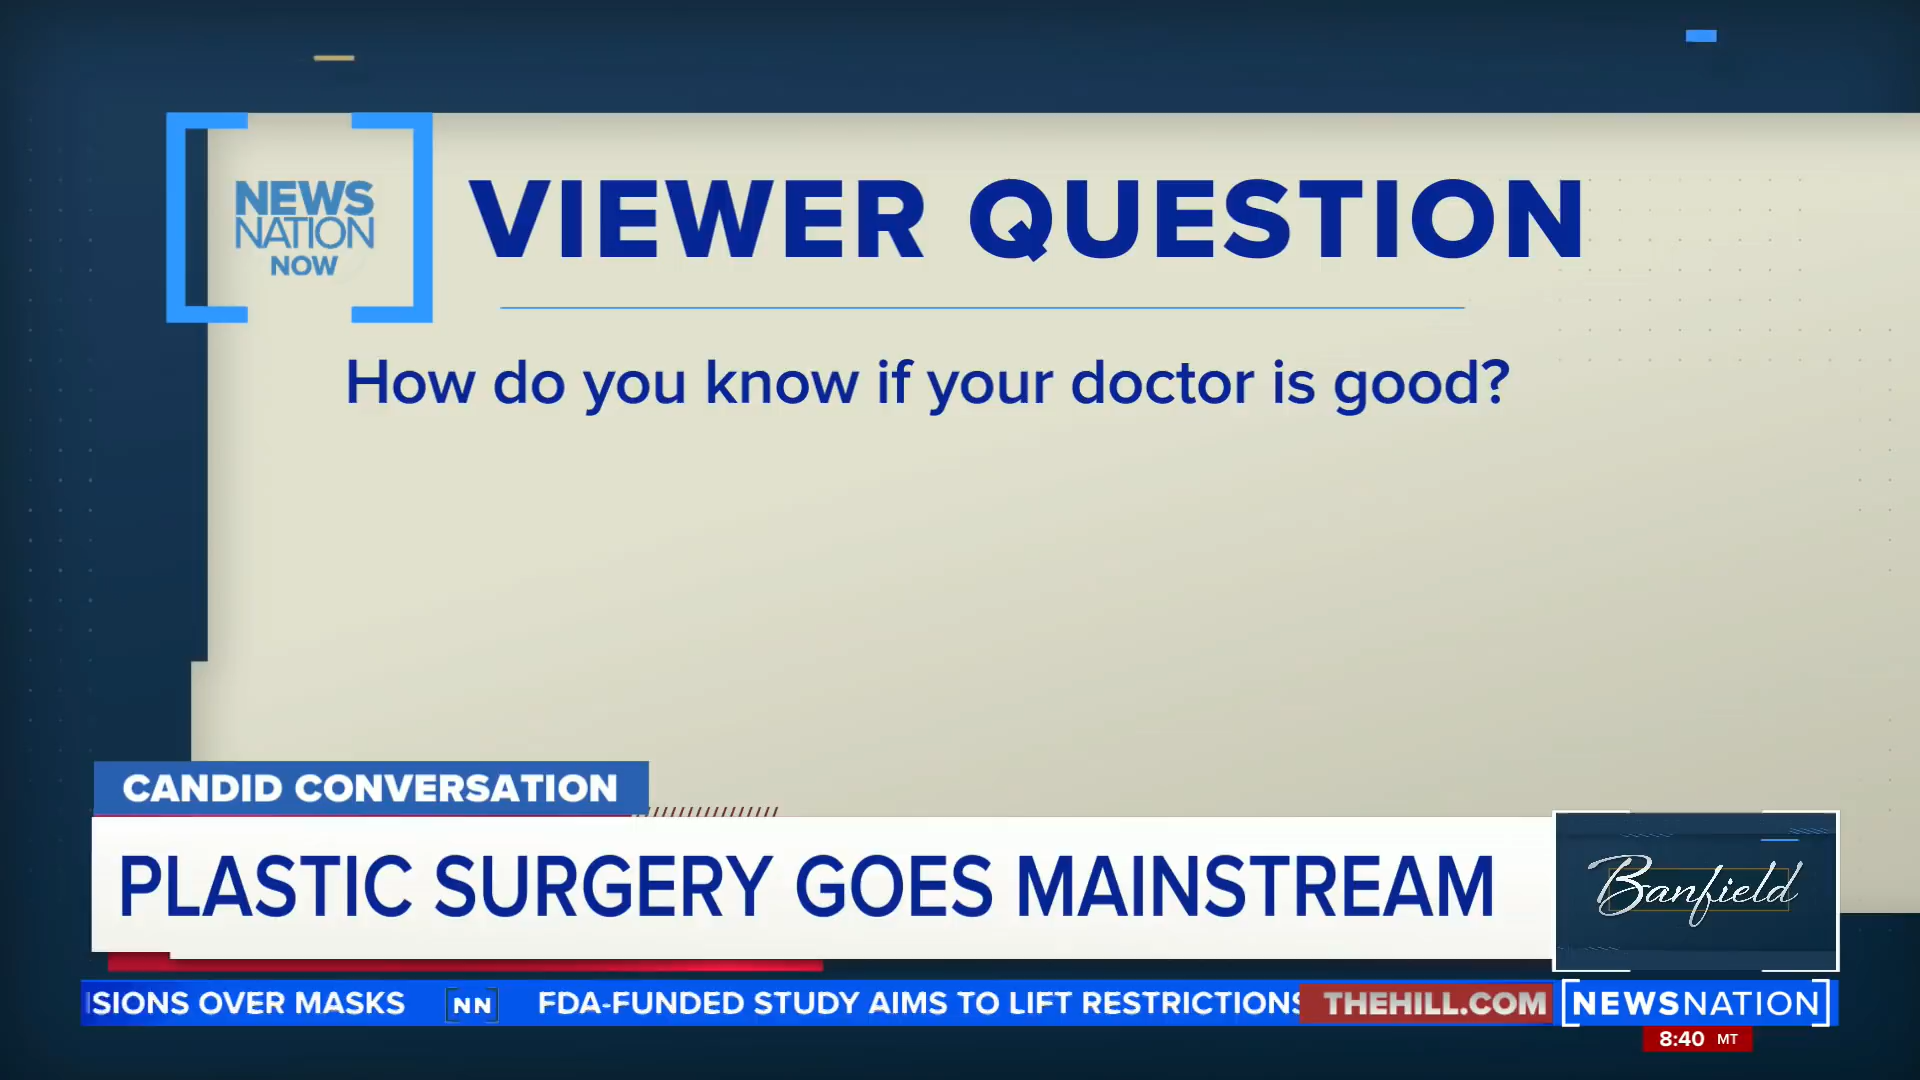 NEWS
NATION
NOW
VIEWER QUESTION
How do you know if your doctor is good?
CANDID CONVERSATION
PLASTIC SURGERY GOES MAINSTREAM
Banfield
SIONS OVER MASKS [NN] FDA-FUNDED STUDY AIMS TO LIFT RESTRICTIONS THEHILL.COM [NEWSNATION]
8:40 MT